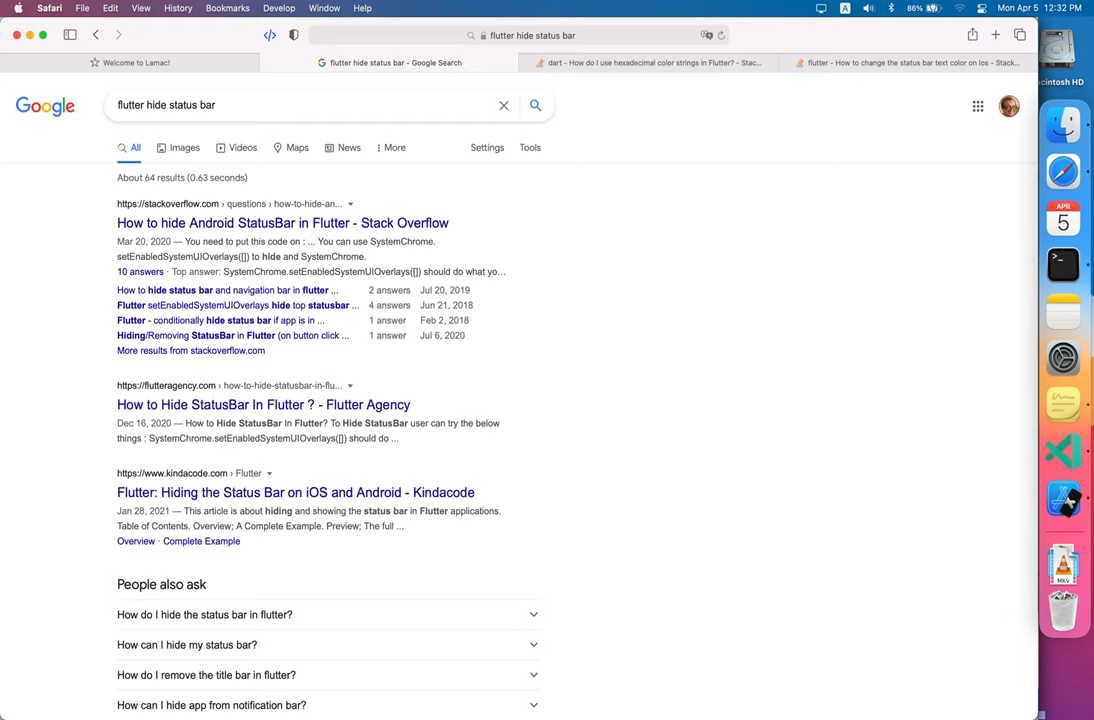 Safari File Edit View History Bookmarks Develop Window Help
A 86% Mon Apr 5 12:32 PM
flutter hide status bar
Welcome to Lamac!
flutter hide status bar - Google Search
dart - How do I use hexadecimal color strings in Flutter? - Stac...
flutter - How to change the status bar text color on Ios - Stack...
Google
flutter hide status bar
All Images Videos Maps News More Settings Tools
About 64 results (0.63 seconds)
https://stackoverflow.com › questions › how-to-hide-an...
How to hide Android StatusBar in Flutter - Stack Overflow
Mar 20, 2020 — You need to put this code on : ... You can use SystemChrome.
setEnabledSystemUIOverlays([]) to hide and SystemChrome.
10 answers · Top answer: SystemChrome.setEnabledSystemUIOverlays([]) should do what yo...
How to hide status bar and navigation bar in flutter ... 2 answers Jul 20, 2019
Flutter setEnabledSystemUIOverlays hide top statusbar ... 4 answers Jun 21, 2018
Flutter - conditionally hide status bar if app is in ... 1 answer Feb 2, 2018
Hiding/Removing StatusBar in Flutter (on button click ... 1 answer Jul 6, 2020
More results from stackoverflow.com
https://flutteragency.com › how-to-hide-statusbar-in-flu...
How to Hide StatusBar In Flutter ? - Flutter Agency
Dec 16, 2020 — How to Hide StatusBar In Flutter? To Hide StatusBar user can try the below
things : SystemChrome.setEnabledSystemUIOverlays([]) should do ...
https://www.kindacode.com › Flutter
Flutter: Hiding the Status Bar on iOS and Android - Kindacode
Jan 28, 2021 — This article is about hiding and showing the status bar in Flutter applications.
Table of Contents. Overview; A Complete Example. Preview; The full ...
Overview · Complete Example
People also ask
How do I hide the status bar in flutter?
How can I hide my status bar?
How do I remove the title bar in flutter?
How can I hide app from notification bar?
acintosh HD
APR
5
MKV